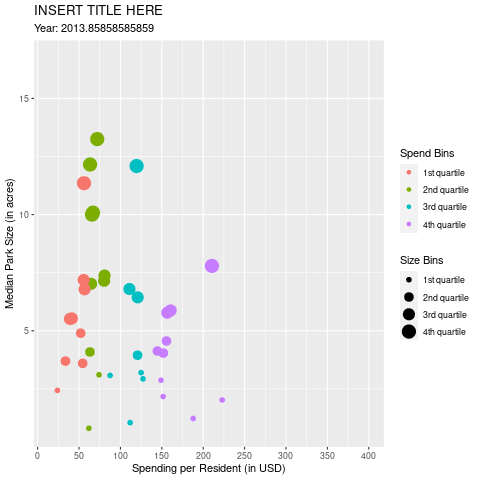 INSERT TITLE HERE
Year: 2013.85858585859
15
10
5
0
50
100
150
200
250
300
350
400
Median Park Size (in acres)
Spending per Resident (in USD)
Spend Bins
1st quartile
2nd quartile
3rd quartile
4th quartile
Size Bins
1st quartile
2nd quartile
3rd quartile
4th quartile